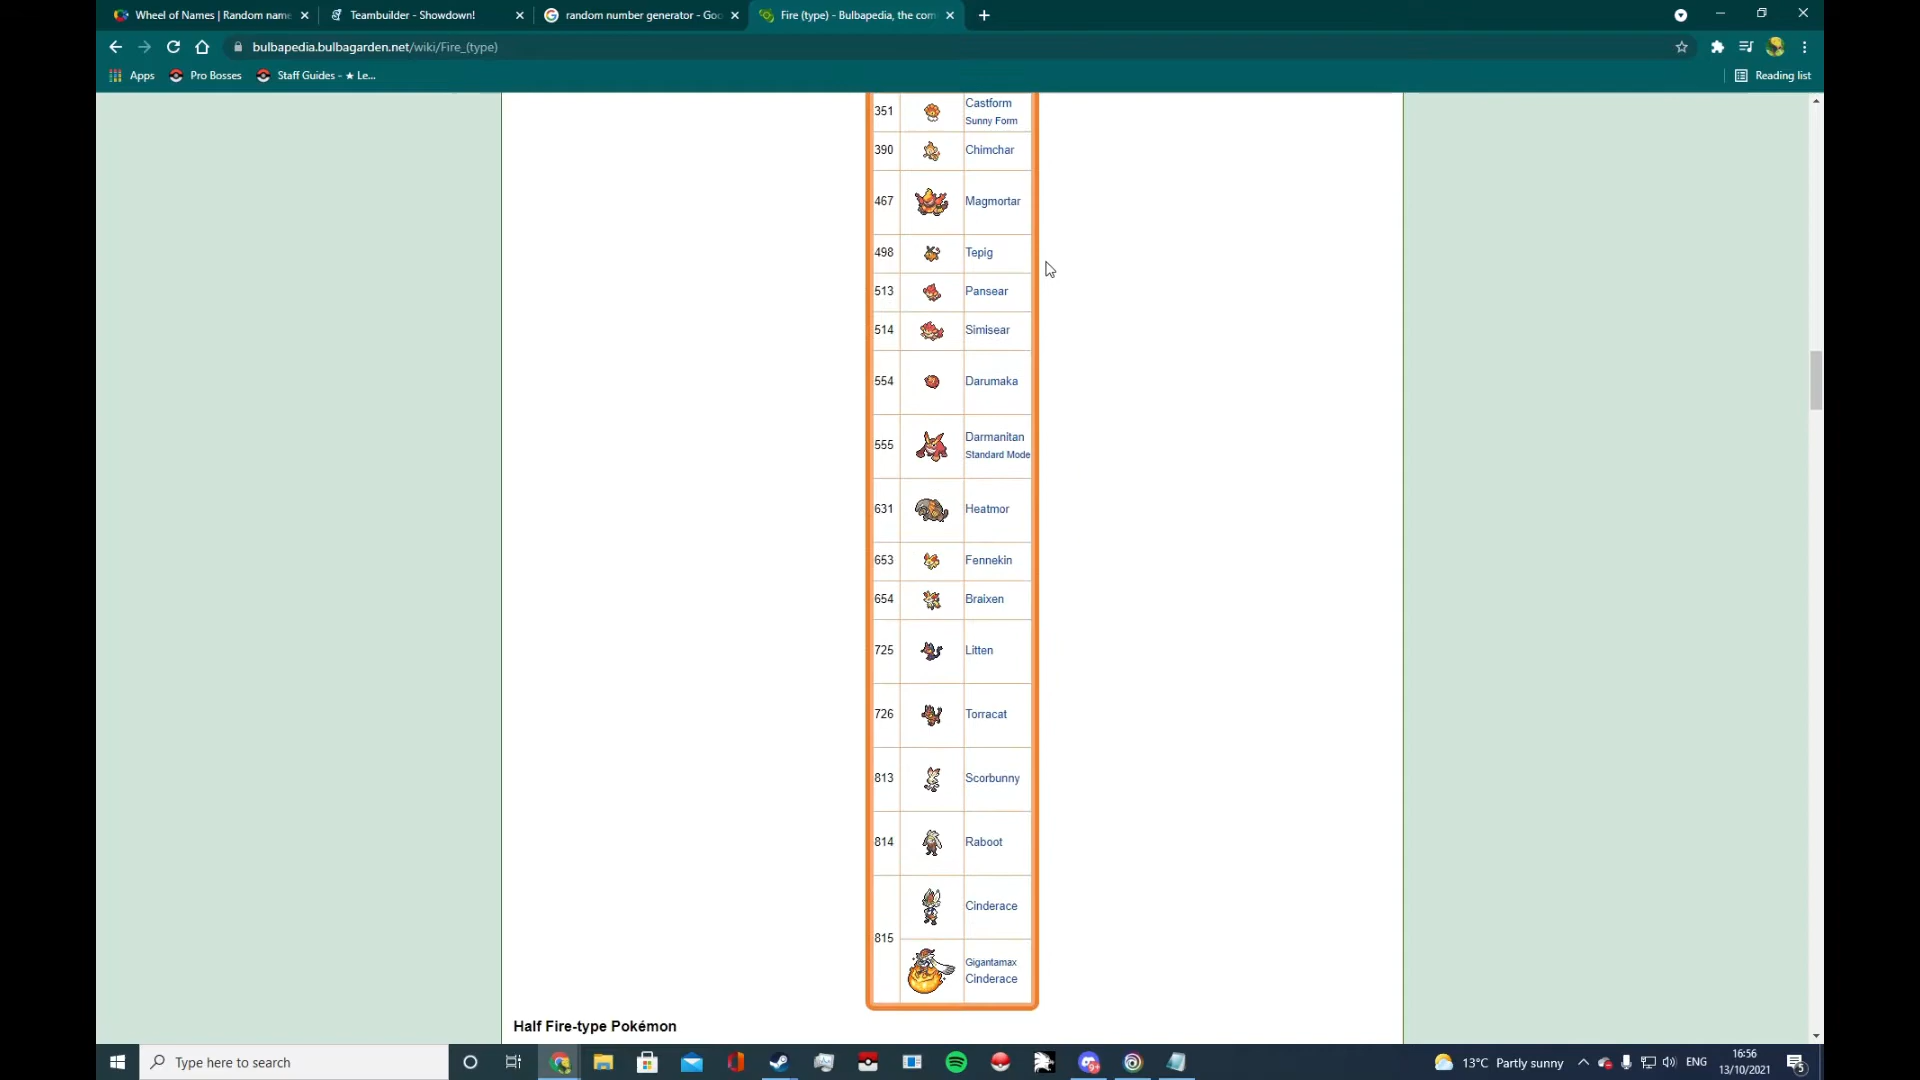 Wheel of Names | Random name
Teambuilder - Showdown!
random number generator - Goo
Fire (type) - Bulbapedia, the com
bulbapedia.bulbagarden.net/wiki/Fire_(type)
Apps
Pro Bosses
Staff Guides - ★ Le...
Reading list
351 Castform
Sunny Form
390 Chimchar
467 Magmortar
498 Tepig
513 Pansear
514 Simisear
554 Darumaka
555 Darmanitan
Standard Mode
631 Heatmor
653 Fennekin
654 Braixen
725 Litten
726 Torracat
813 Scorbunny
814 Raboot
Cinderace
815
Gigantamax
Cinderace
Half Fire-type Pokémon
Type here to search
13°C Partly sunny
ENG
16:56
13/10/2021
5